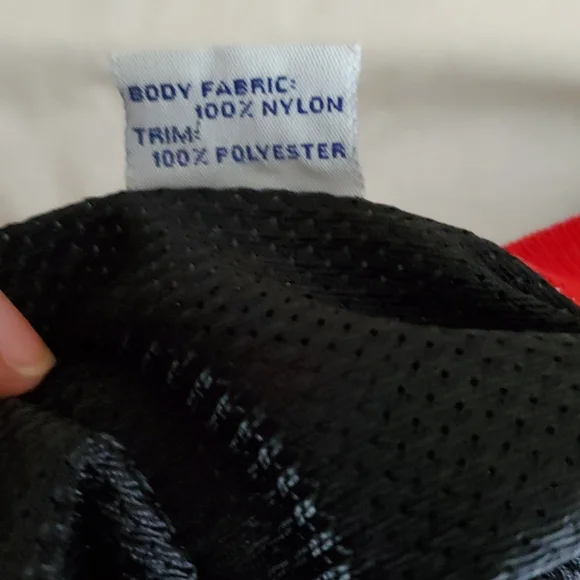 BODY FABRIC:
100% NYLON
TRIM:
100% POLYESTER